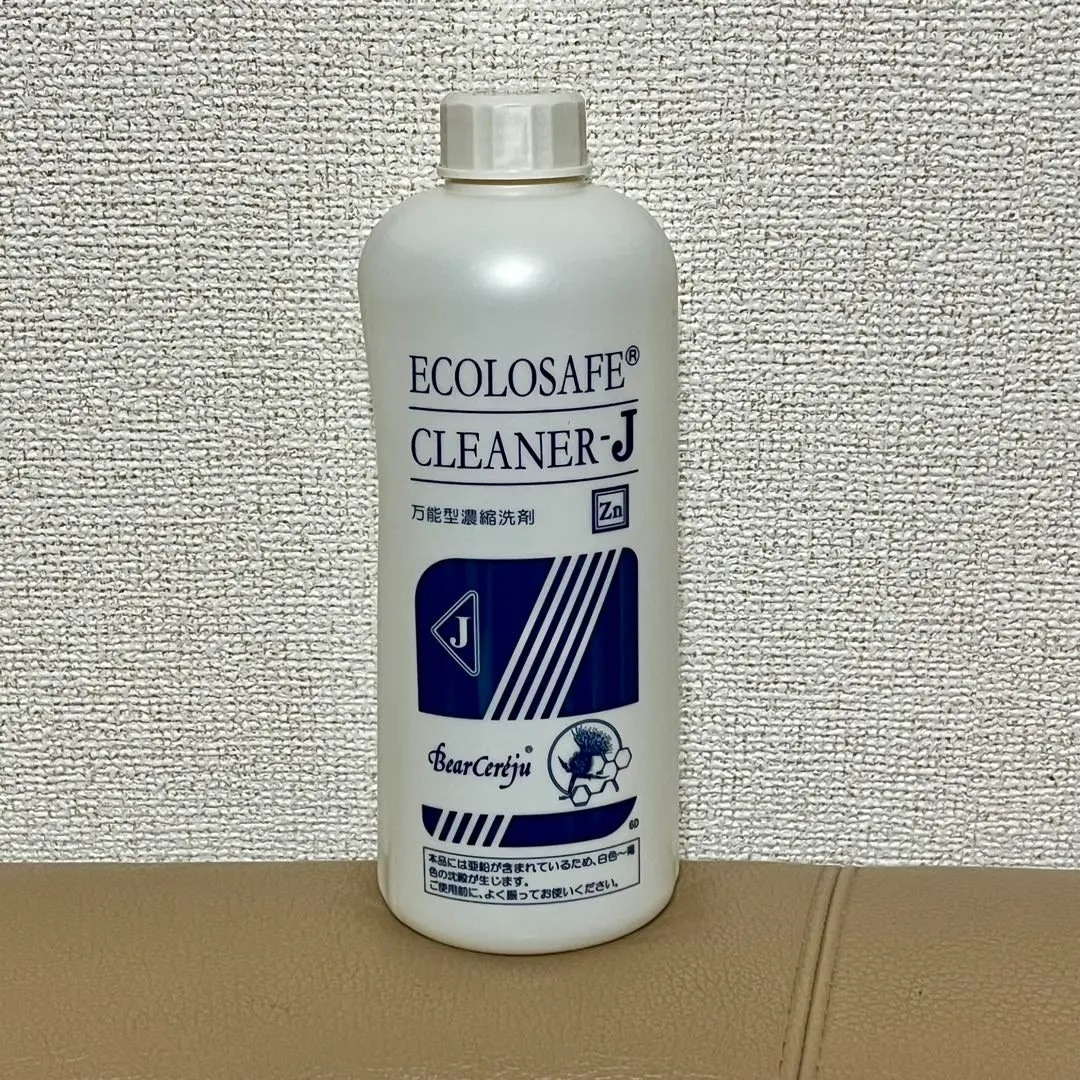 ECOLOSAFE®
CLEANER-J
万能型濃縮洗剤
Zn
J
BearCereju®
6D
本品には亜鉛が含まれているため、白色〜褐
色の沈殿が生じます。
ご使用前に、よく振ってお使いください。